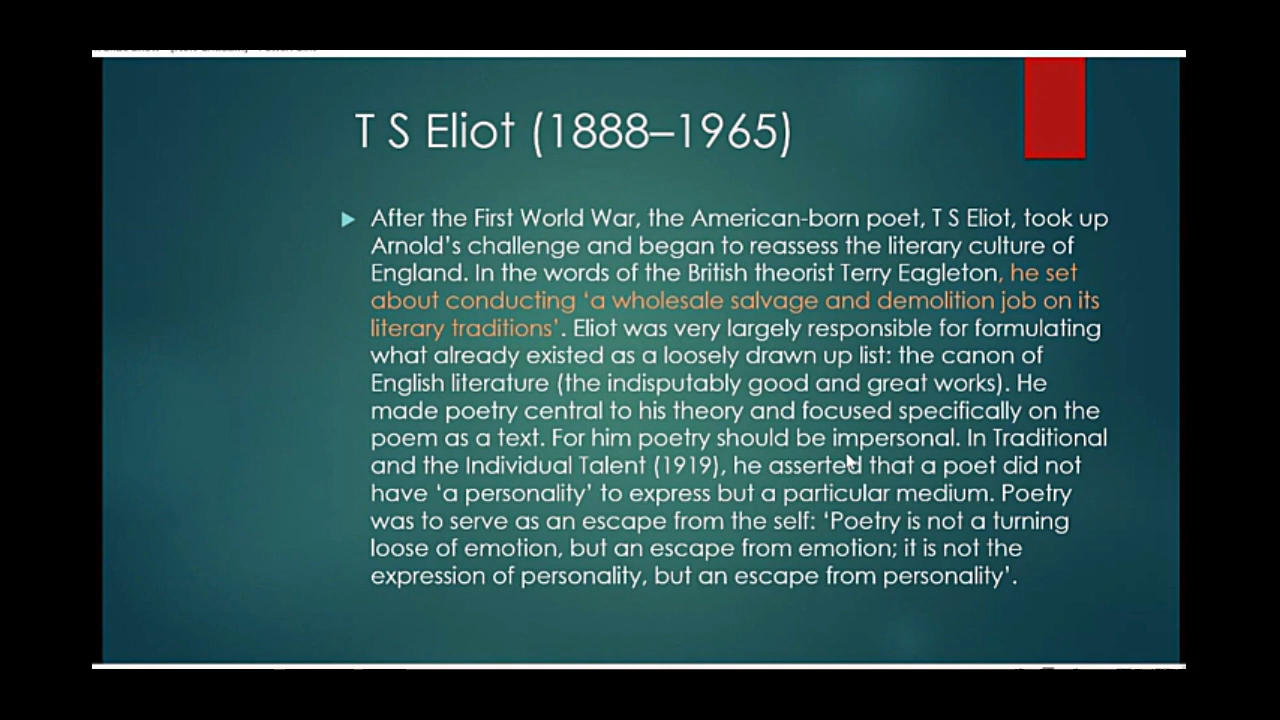 T S Eliot (1888–1965)
After the First World War, the American-born poet, T S Eliot, took up
Arnold's challenge and began to reassess the literary culture of
England. In the words of the British theorist Terry Eagleton, he set
about conducting ‘a wholesale salvage and demolition job on its
literary traditions’. Eliot was very largely responsible for formulating
what already existed as a loosely drawn up list: the canon of
English literature (the indisputably good and great works). He
made poetry central to his theory and focused specifically on the
poem as a text. For him poetry should be impersonal. In Traditional
and the Individual Talent (1919), he asserted that a poet did not
have ‘a personality’ to express but a particular medium. Poetry
was to serve as an escape from the self: ‘Poetry is not a turning
loose of emotion, but an escape from emotion; it is not the
expression of personality, but an escape from personality’.